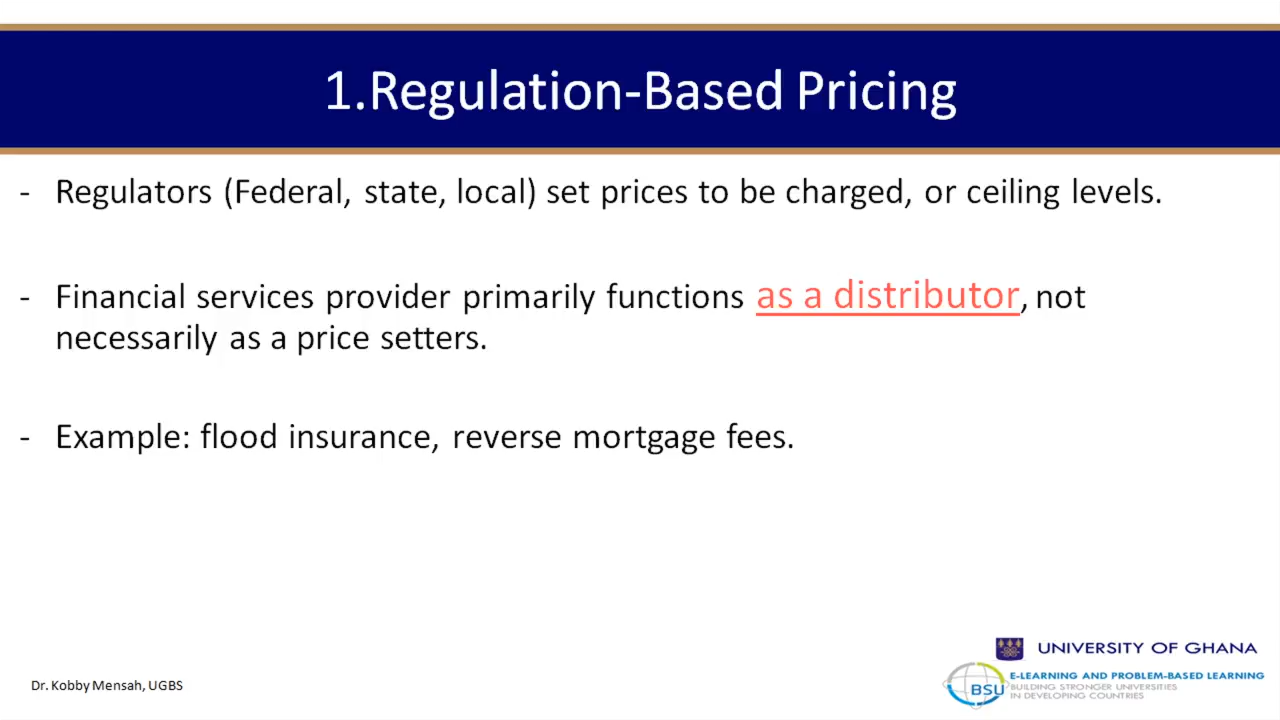 1.Regulation-Based Pricing
- Regulators (Federal, state, local) set prices to be charged, or ceiling levels.
- Financial services provider primarily functions as a distributor, not
necessarily as a price setters.
- Example: flood insurance, reverse mortgage fees.
UNIVERSITY OF GHANA
Dr. Kobby Mensah, UGBS
BSU
E-LEARNING AND PROBLEM-BASED LEARNING
BUILDING STRONGER UNIVERSITIES
IN DEVELOPING COUNTRIES